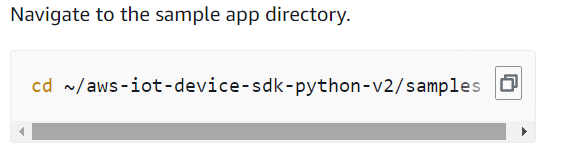 Navigate to the sample app directory.
cd ~/aws-iot-device-sdk-python-v2/samples